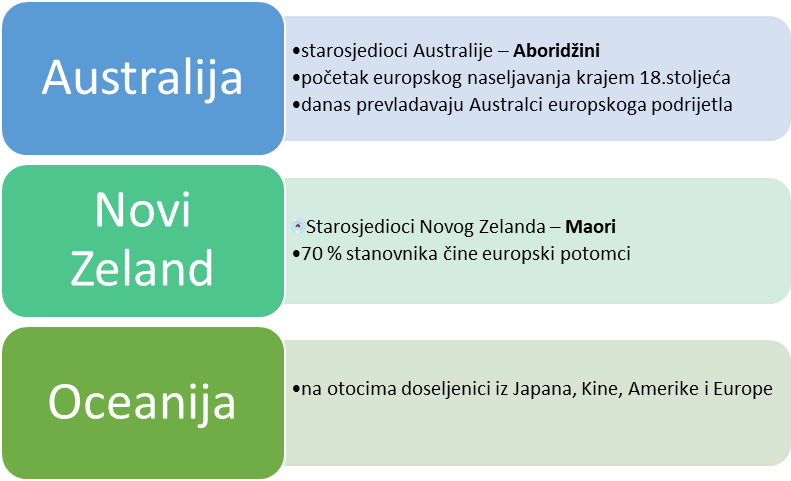 Australija
•starosjedioci Australije – Aboridžini
•početak europskog naseljavanja krajem 18.stoljeća
•danas prevladavaju Australci europskoga podrijetla
Novi
Zeland
Starosjedioci Novog Zelanda – Maori
•70 % stanovnika čine europski potomci
Oceanija
•na otocima doseljenici iz Japana, Kine, Amerike i Europe